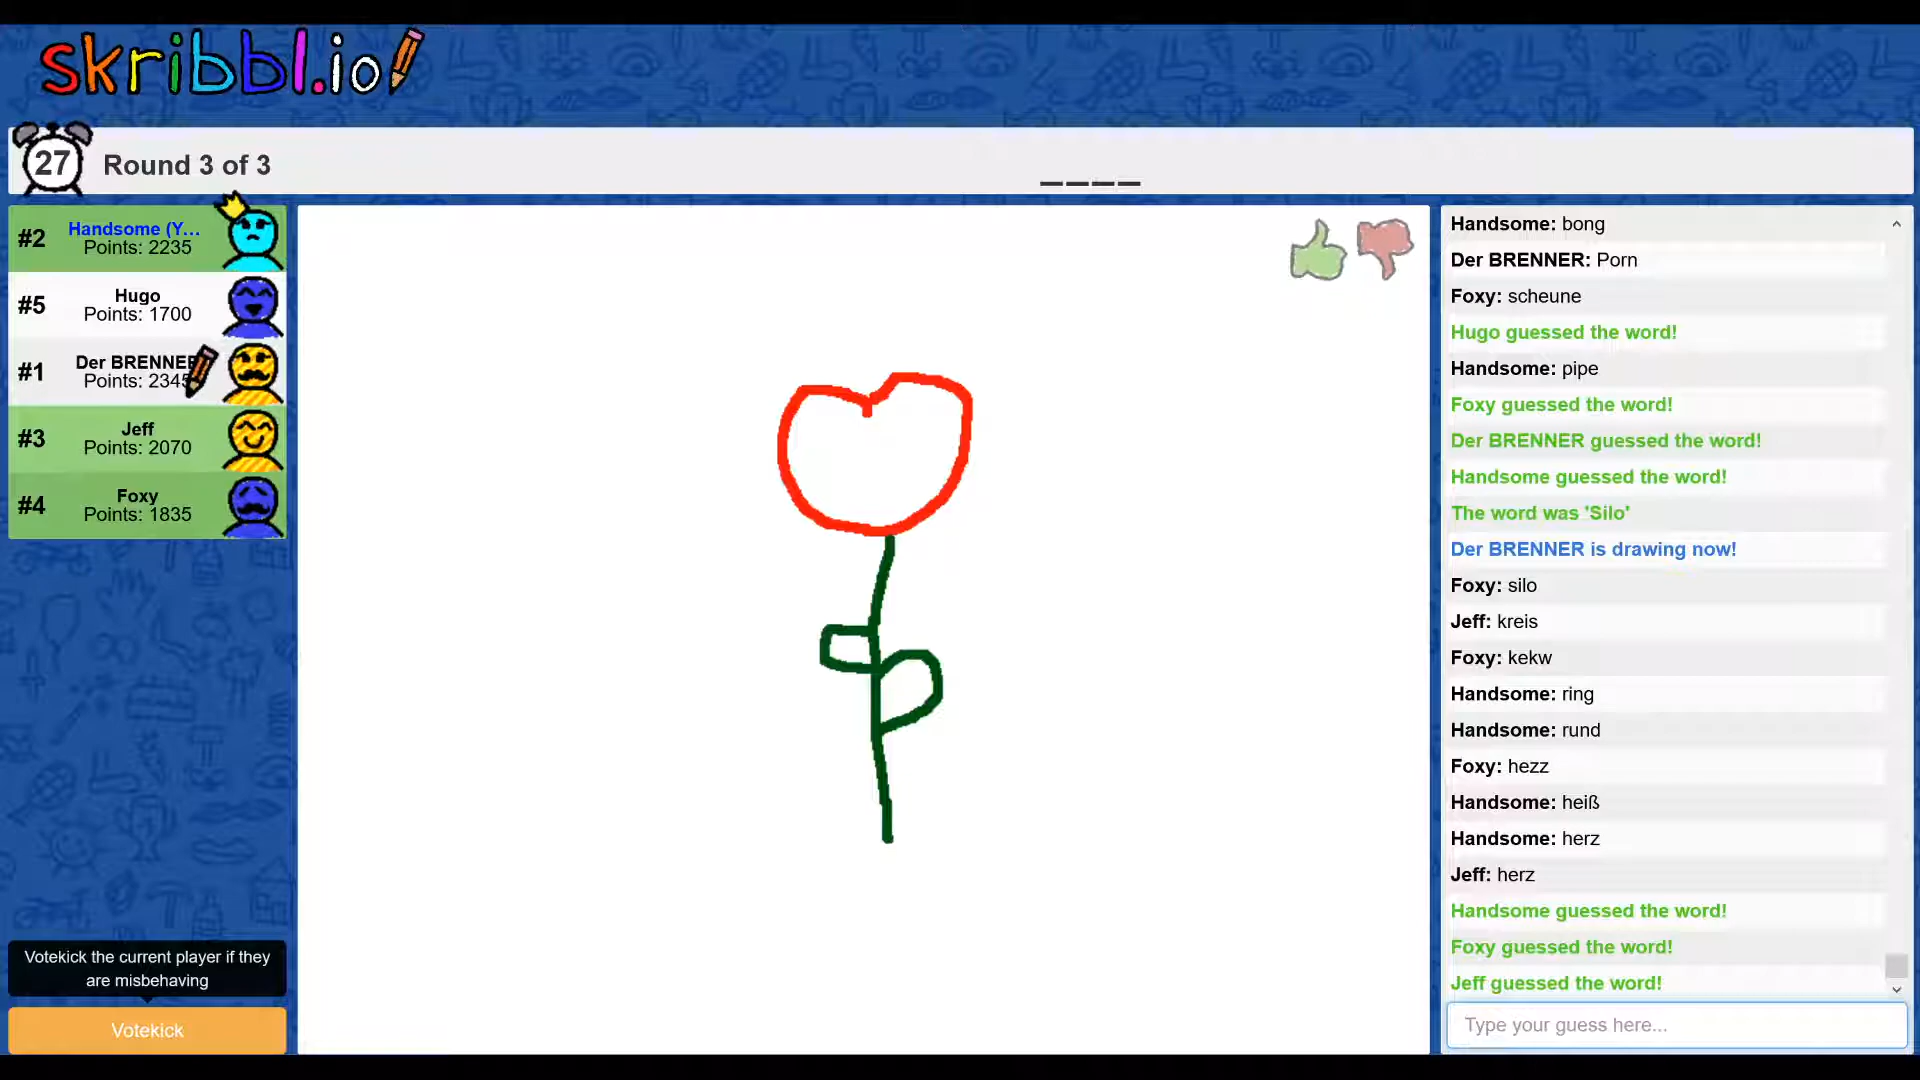 skribbl.io
27
Round 3 of 3
____
#2
Handsome (Y...
Points: 2235
#5
Hugo
Points: 1700
#1
Der BRENNER
Points: 2345
#3
Jeff
Points: 2070
#4
Foxy
Points: 1835
Votekick the current player if they
are misbehaving
Votekick
Handsome: bong
Der BRENNER: Porn
Foxy: scheune
Hugo guessed the word!
Handsome: pipe
Foxy guessed the word!
Der BRENNER guessed the word!
Handsome guessed the word!
The word was 'Silo'
Der BRENNER is drawing now!
Foxy: silo
Jeff: kreis
Foxy: kekw
Handsome: ring
Handsome: rund
Foxy: hezz
Handsome: heiß
Handsome: herz
Jeff: herz
Handsome guessed the word!
Foxy guessed the word!
Jeff guessed the word!
Type your guess here...